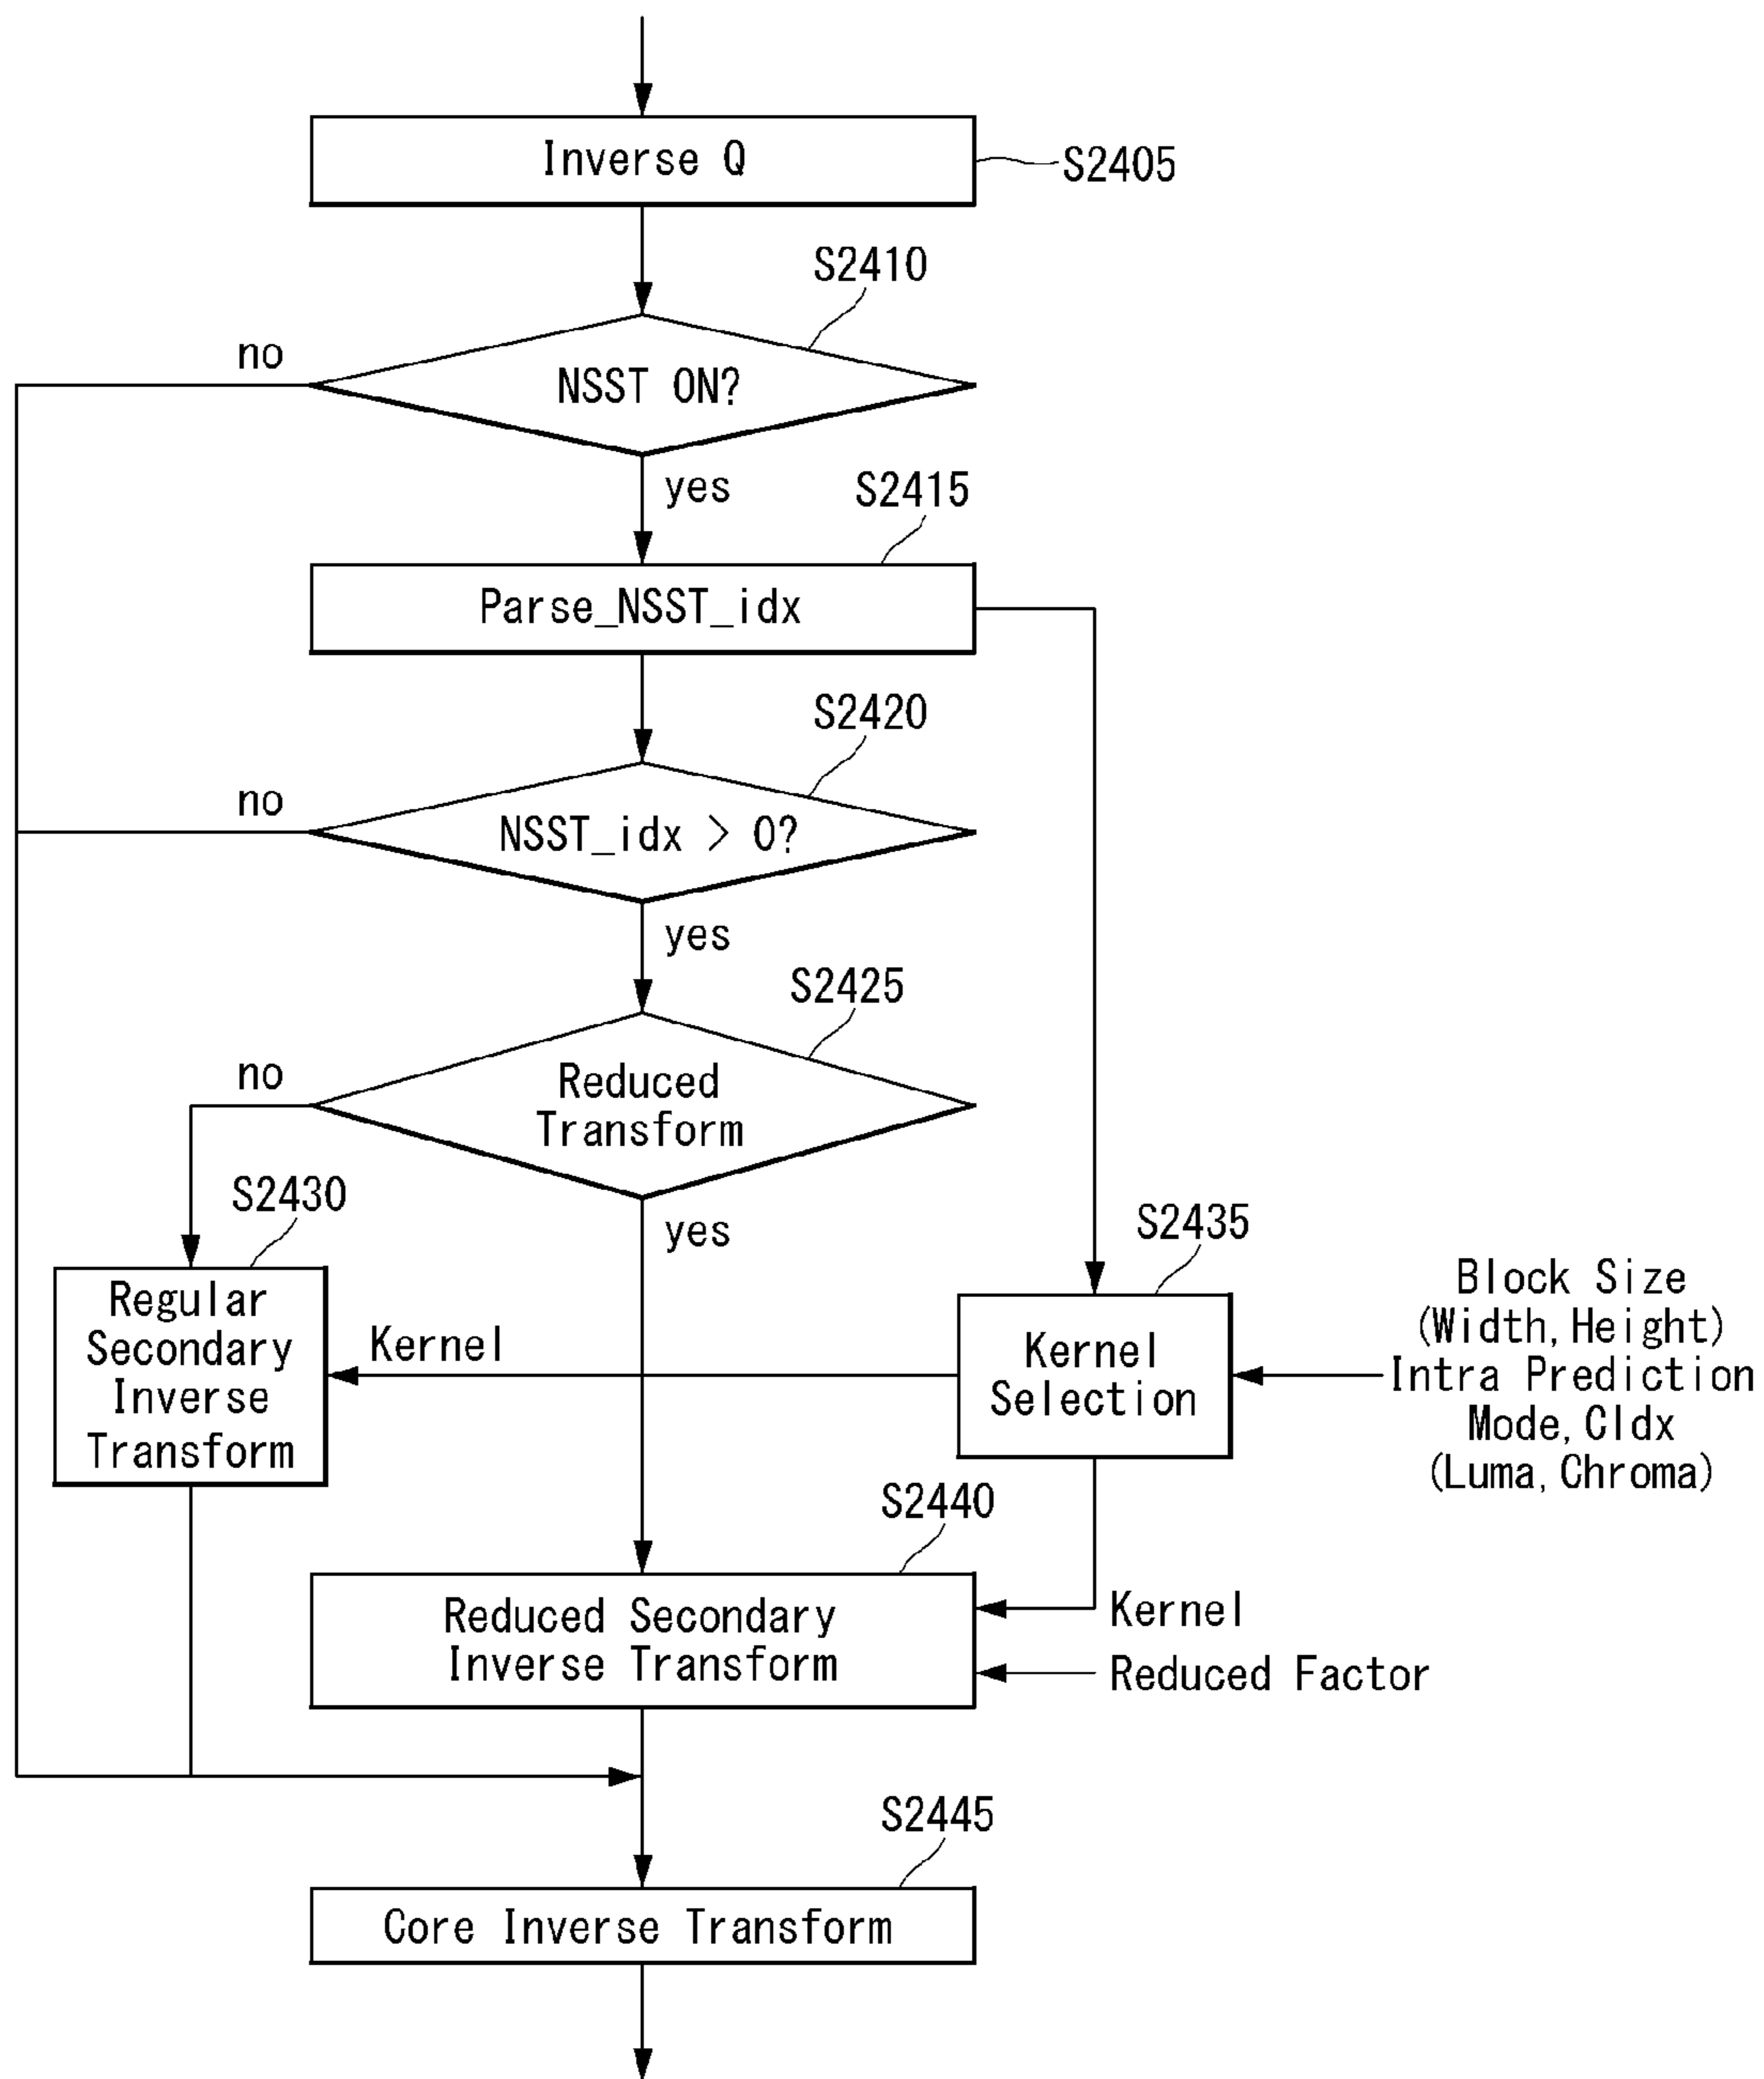 Inverse Q
S2405
S2410
no
NSST ON?
yes
S2415
Parse_NSST_idx
S2420
no
NSST_idx > 0?
yes
S2425
no
Reduced
Transform
yes
S2430
Regular
Secondary
Inverse
Transform
Kernel
S2435
Kernel
Selection
Block Size
(Width, Height)
Intra Prediction
Mode, CIdx
(Luma, Chroma)
S2440
Reduced Secondary
Inverse Transform
Kernel
Reduced Factor
S2445
Core Inverse Transform